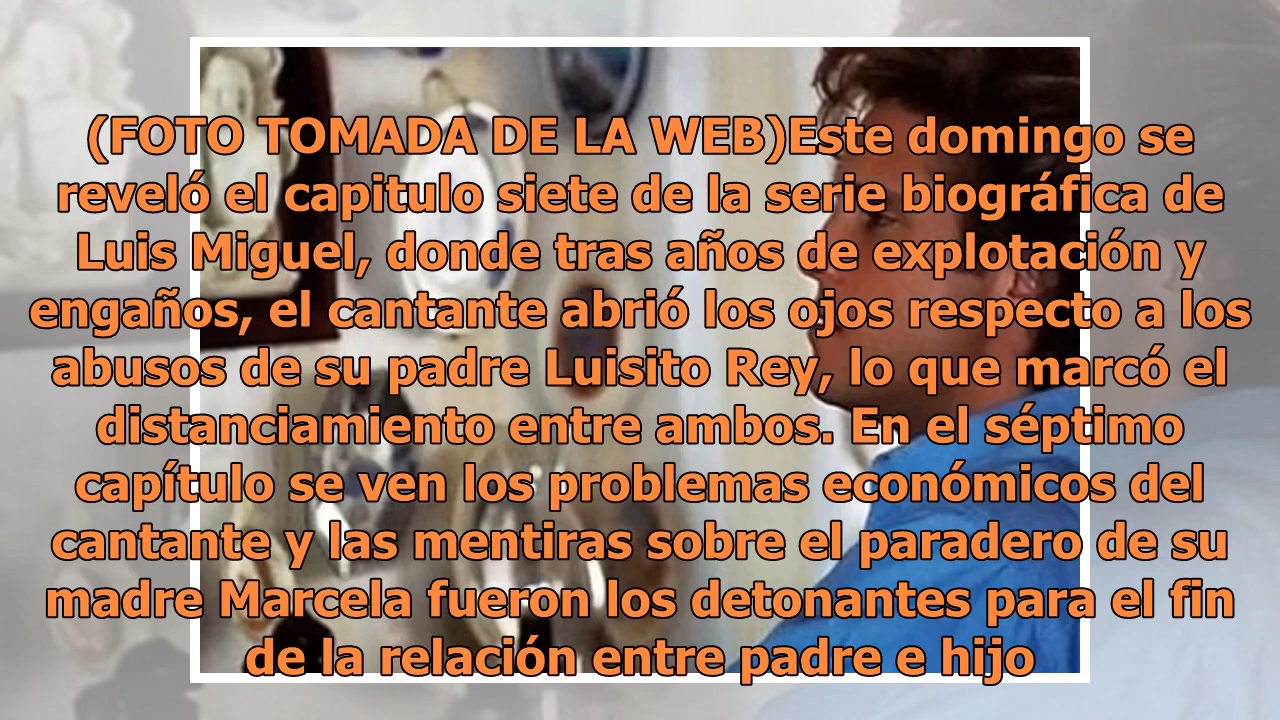 (FOTO TOMADA DE LA WEB)Este domingo se
reveló el capitulo siete de la serie biográfica de
Luis Miguel, donde tras años de explotación y
engaños, el cantante abrió los ojos respecto a los
abusos de su padre Luisito Rey, lo que marcó el
distanciamiento entre ambos. En el séptimo
capítulo se ven los problemas económicos del
cantante y las mentiras sobre el paradero de su
madre Marcela fueron los detonantes para el fin
de la relación entre padre e hijo